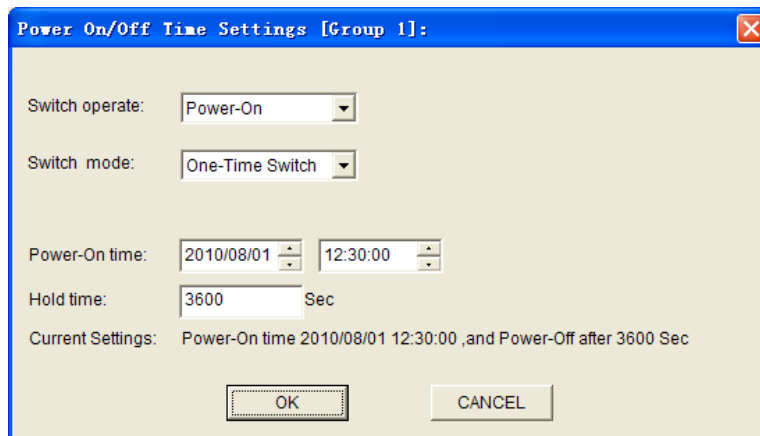 Power On/Off Time Settings [Group 1]:
Switch operate: Power-On
Switch mode: One-Time Switch
Power-On time: 2010/08/01 12:30:00
Hold time: 3600 Sec
Current Settings: Power-On time 2010/08/01 12:30:00 ,and Power-Off after 3600 Sec
OK CANCEL